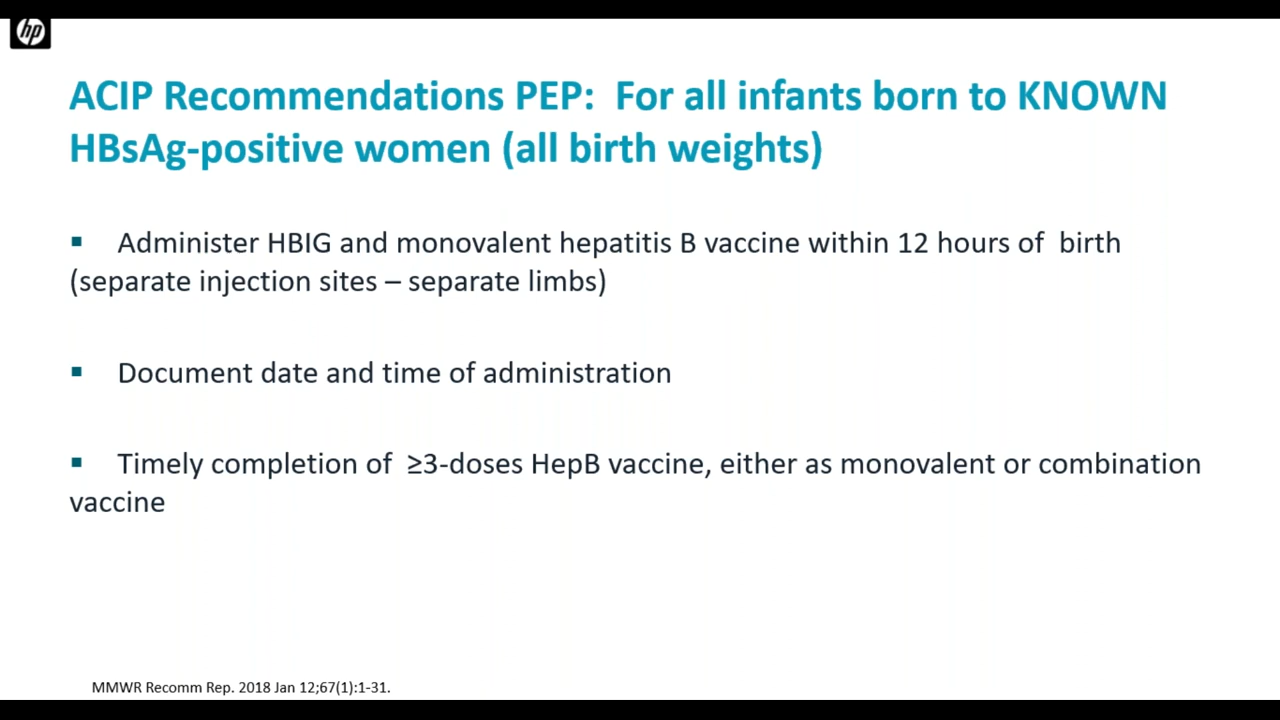 hp
ACIP Recommendations PEP:  For all infants born to KNOWN
HBsAg-positive women (all birth weights)
▪ Administer HBIG and monovalent hepatitis B vaccine within 12 hours of  birth
(separate injection sites – separate limbs)
▪ Document date and time of administration
▪ Timely completion of  ≥3-doses HepB vaccine, either as monovalent or combination
vaccine
MMWR Recomm Rep. 2018 Jan 12;67(1):1-31.